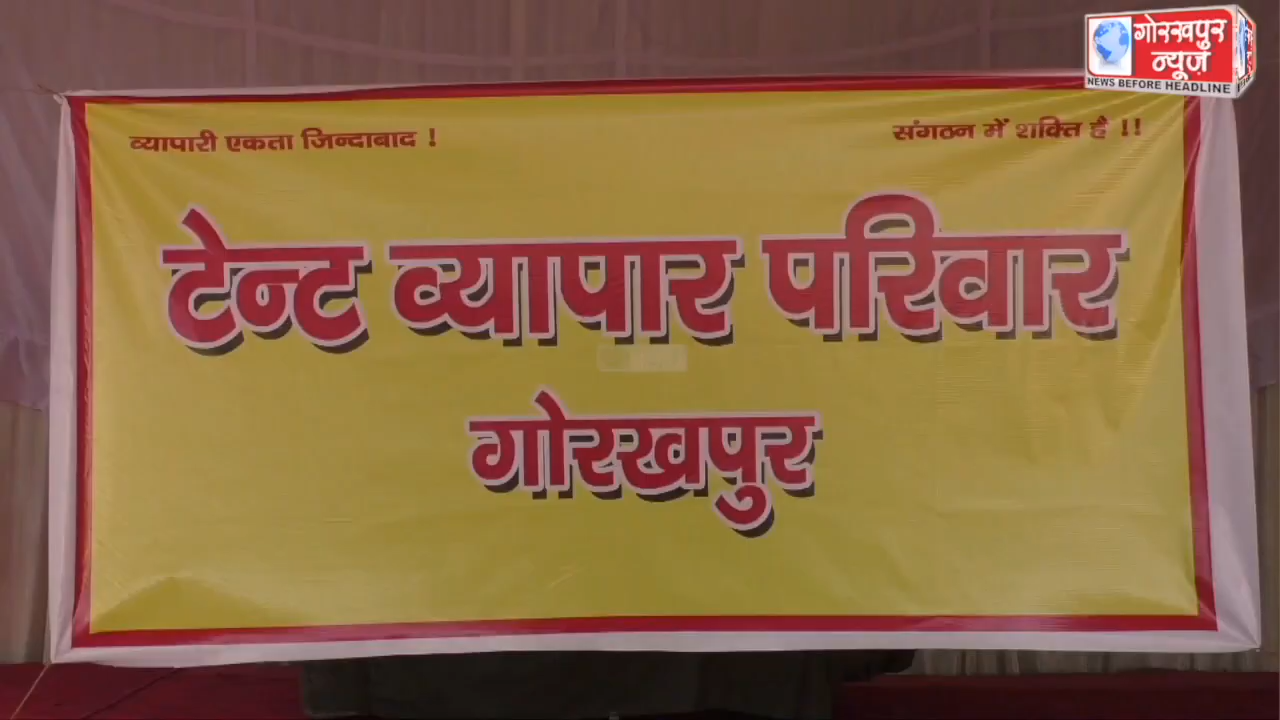 गोरखपुर
न्यूज़
NEWS BEFORE HEADLINE
व्यापारी एकता जिन्दाबाद !
संगठन में शक्ति है !!
टेन्ट व्यापार परिवार
गोरखपुर